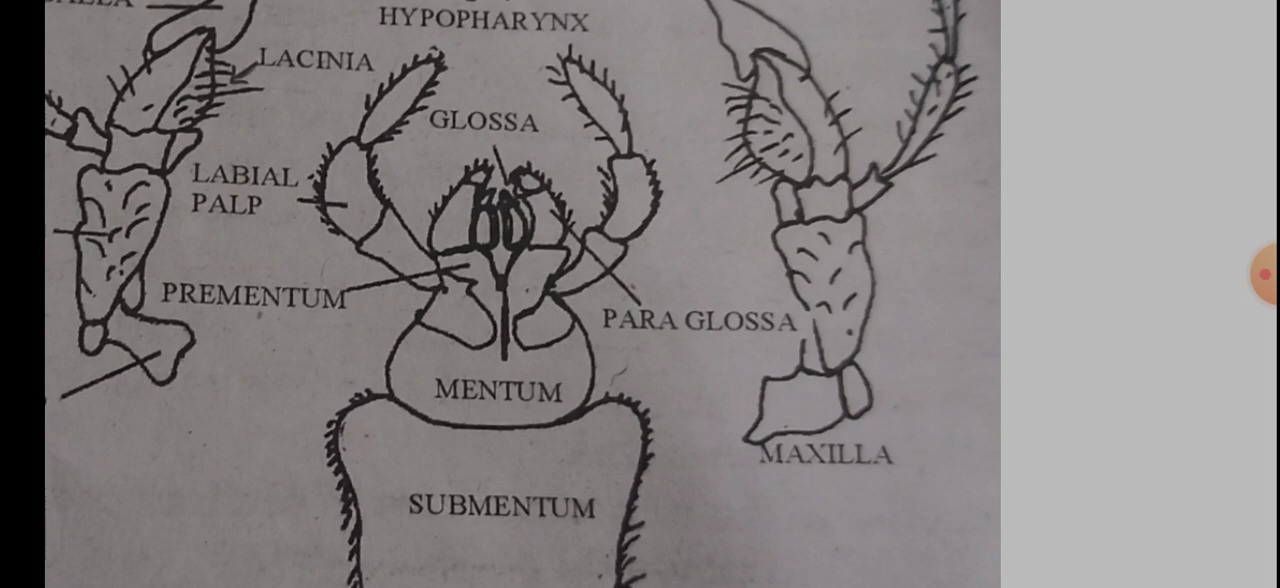 HYPOPHARYNX
LACINIA
GLOSSA
LABIAL
PALP
PREMENTUM
PARA GLOSSA
MENTUM
MAXILLA
SUBMENTUM